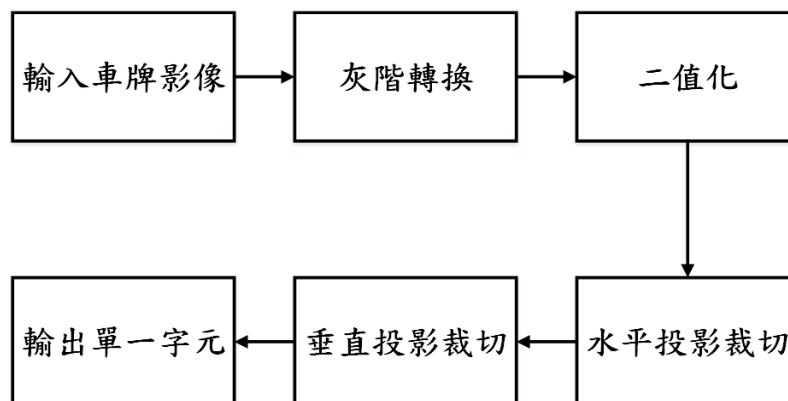 輸入車牌影像
灰階轉換
二值化
水平投影裁切
垂直投影裁切
輸出單一字元